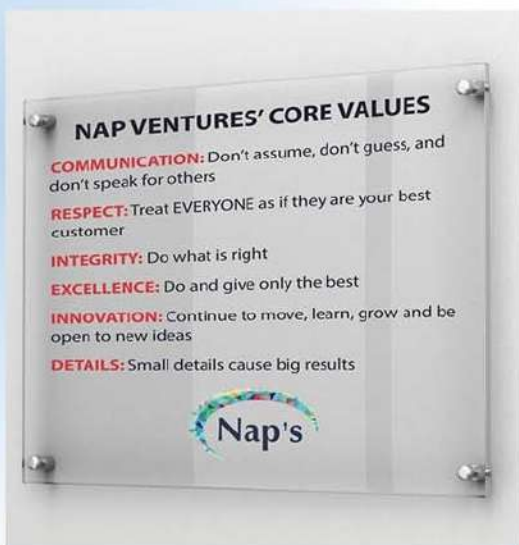 NAP VENTURES' CORE VALUES
COMMUNICATION: Don't assume, don't guess, and
don't speak for others
RESPECT: Treat EVERYONE as if they are your best
customer
INTEGRITY: Do what is right
EXCELLENCE: Do and give only the best
INNOVATION: Continue to move, learn, grow and be
open to new ideas
DETAILS: Small details cause big results
Nap's